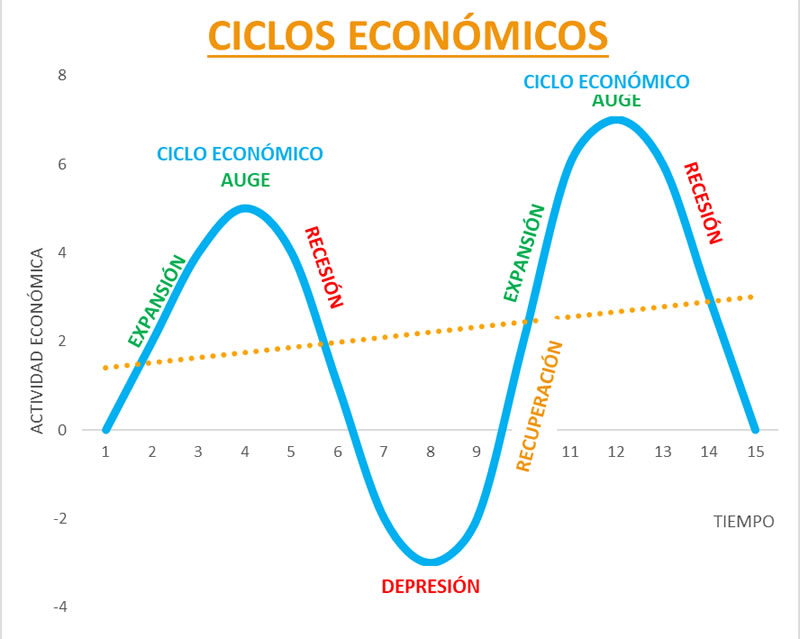 CICLOS ECONÓMICOS
8
CICLO ECONÓMICO
AUGE
6
CICLO ECONÓMICO
AUGE
RECESIÓN
RECESIÓN
EXPANSIÓN
EXPANSIÓN
4
ACTIVIDAD ECONÓMICA
2
RECUPERACIÓN
0
1 2 3 4 5 6 7 8 9 11 12 13 14 15
-2
TIEMPO
DEPRESIÓN
-4